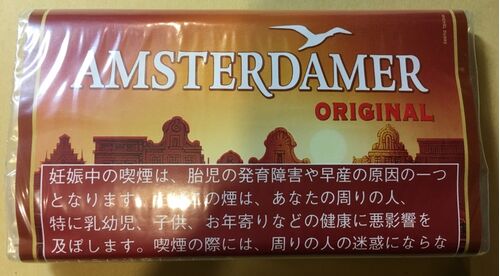 AMSTERDAMER
ORIGINAL
妊娠中の喫煙は、胎児の発育障害や早産の原因の一つ
となります。たばこの煙は、あなたの周りの人、
特に乳幼児、子供、お年寄りなどの健康に悪影響を
及ぼします。喫煙の際には、周りの人の迷惑にならな